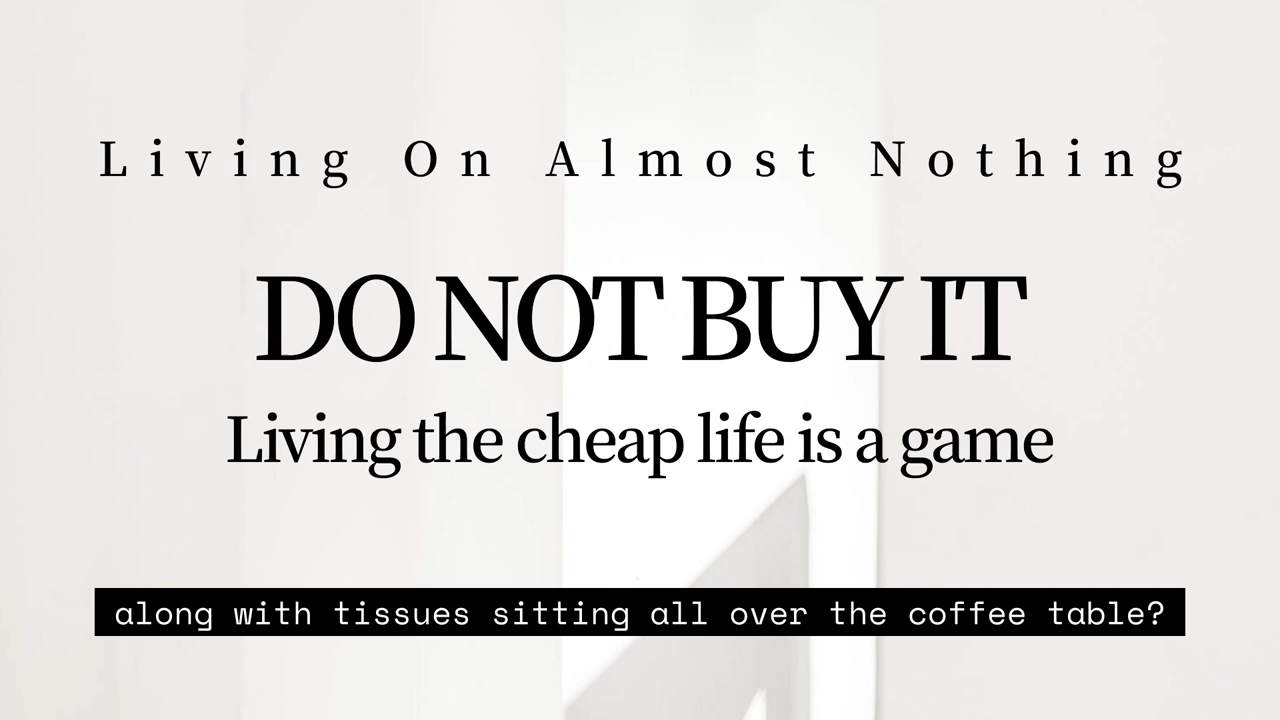 Living On Almost Nothing
DO NOT BUY IT
Living the cheap life is a game
along with tissues sitting all over the coffee table?